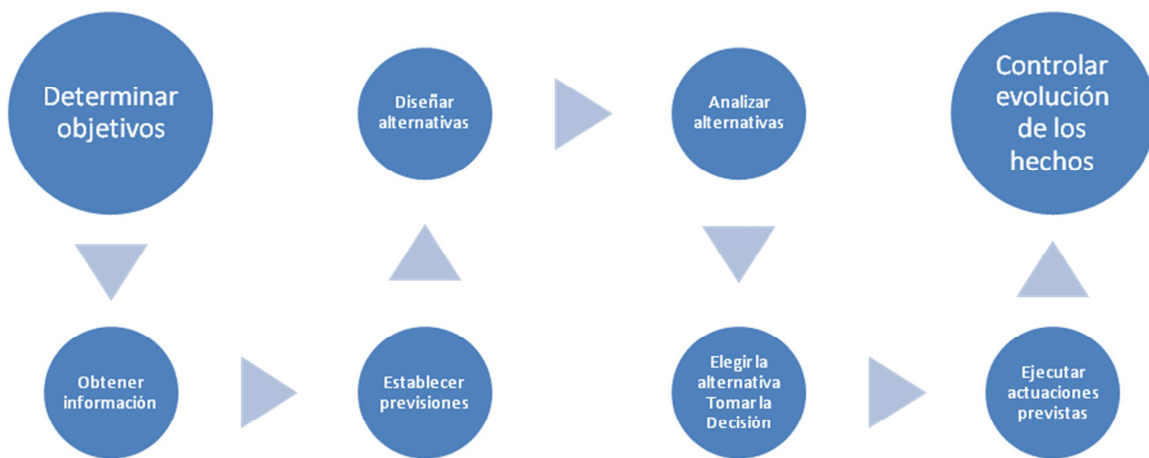 Determinar
objetivos
Obtener
información
Establecer
previsiones
Diseñar
alternativas
Analizar
alternativas
Elegir la
alternativa
Tomar la
Decisión
Ejecutar
actuaciones
previstas
Controlar
evolución
de los
hechos